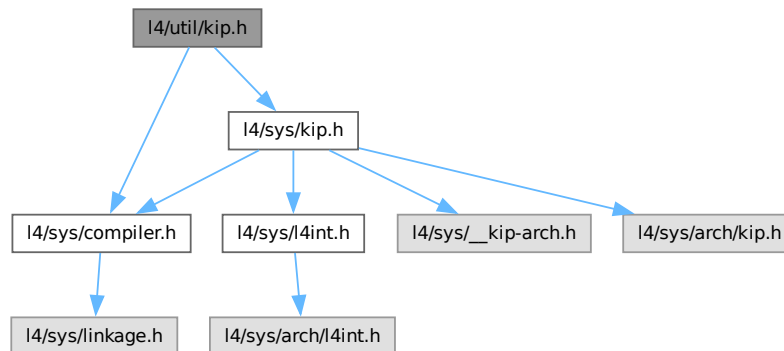 l4/util/kip.h
l4/sys/kip.h
l4/sys/compiler.h
l4/sys/l4int.h
l4/sys/__kip-arch.h
l4/sys/arch/kip.h
l4/sys/linkage.h
l4/sys/arch/l4int.h